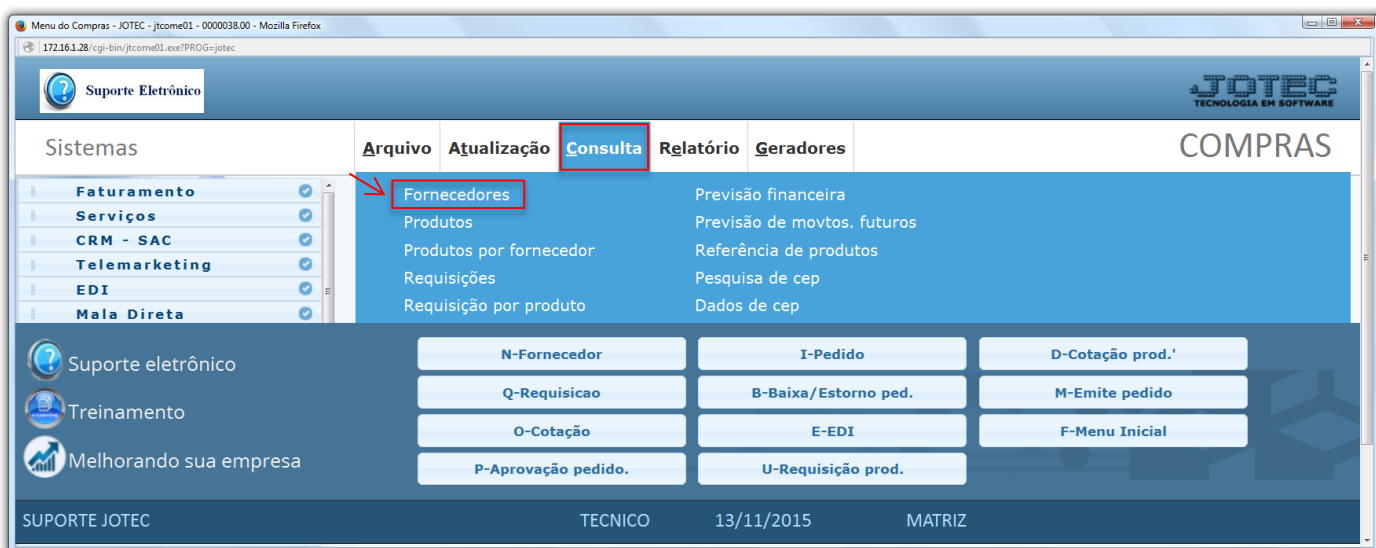 Menu do Compras - JOTEC - jtcome01 - 0000038.00 - Mozilla Firefox
172.16.1.28/cgi-bin/jtcome01.exe?PROG=jotec
Suporte Eletrônico
JOTEC
TECNOLOGIA EM SOFTWARE
Sistemas
Arquivo Atualização Consulta Relatório Geradores
COMPRAS
Faturamento
Serviços
CRM - SAC
Telemarketing
EDI
Mala Direta
Fornecedores
Produtos
Produtos por fornecedor
Requisições
Requisição por produto
Previsão financeira
Previsão de movtos. futuros
Referência de produtos
Pesquisa de cep
Dados de cep
Suporte eletrônico
Treinamento
Melhorando sua empresa
N-Fornecedor I-Pedido D-Cotação prod.'
Q-Requisicao B-Baixa/Estorno ped. M-Emite pedido
O-Cotação E-EDI F-Menu Inicial
P-Aprovação pedido. U-Requisição prod.
SUPORTE JOTEC TECNICO 13/11/2015 MATRIZ